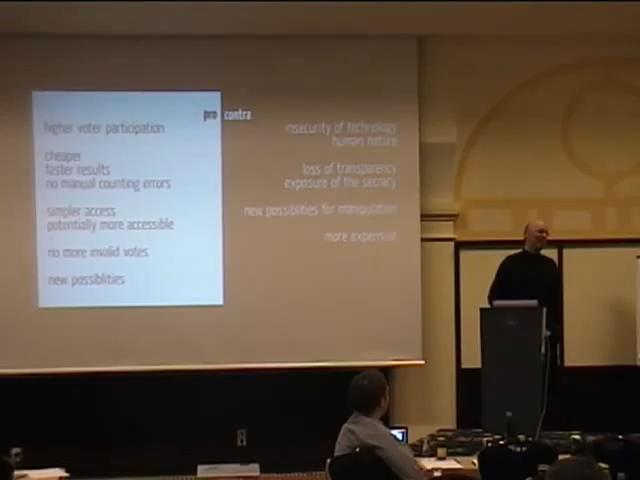 pro contra
higher voter participation
cheaper
faster results
no manual counting errors
simpler access
potentially more accessible
no more invalid votes
new possiblities
insecurity of technology
human nature
loss of transparency
exposure of the secrecy
new possiblities for manipulation
more expensive